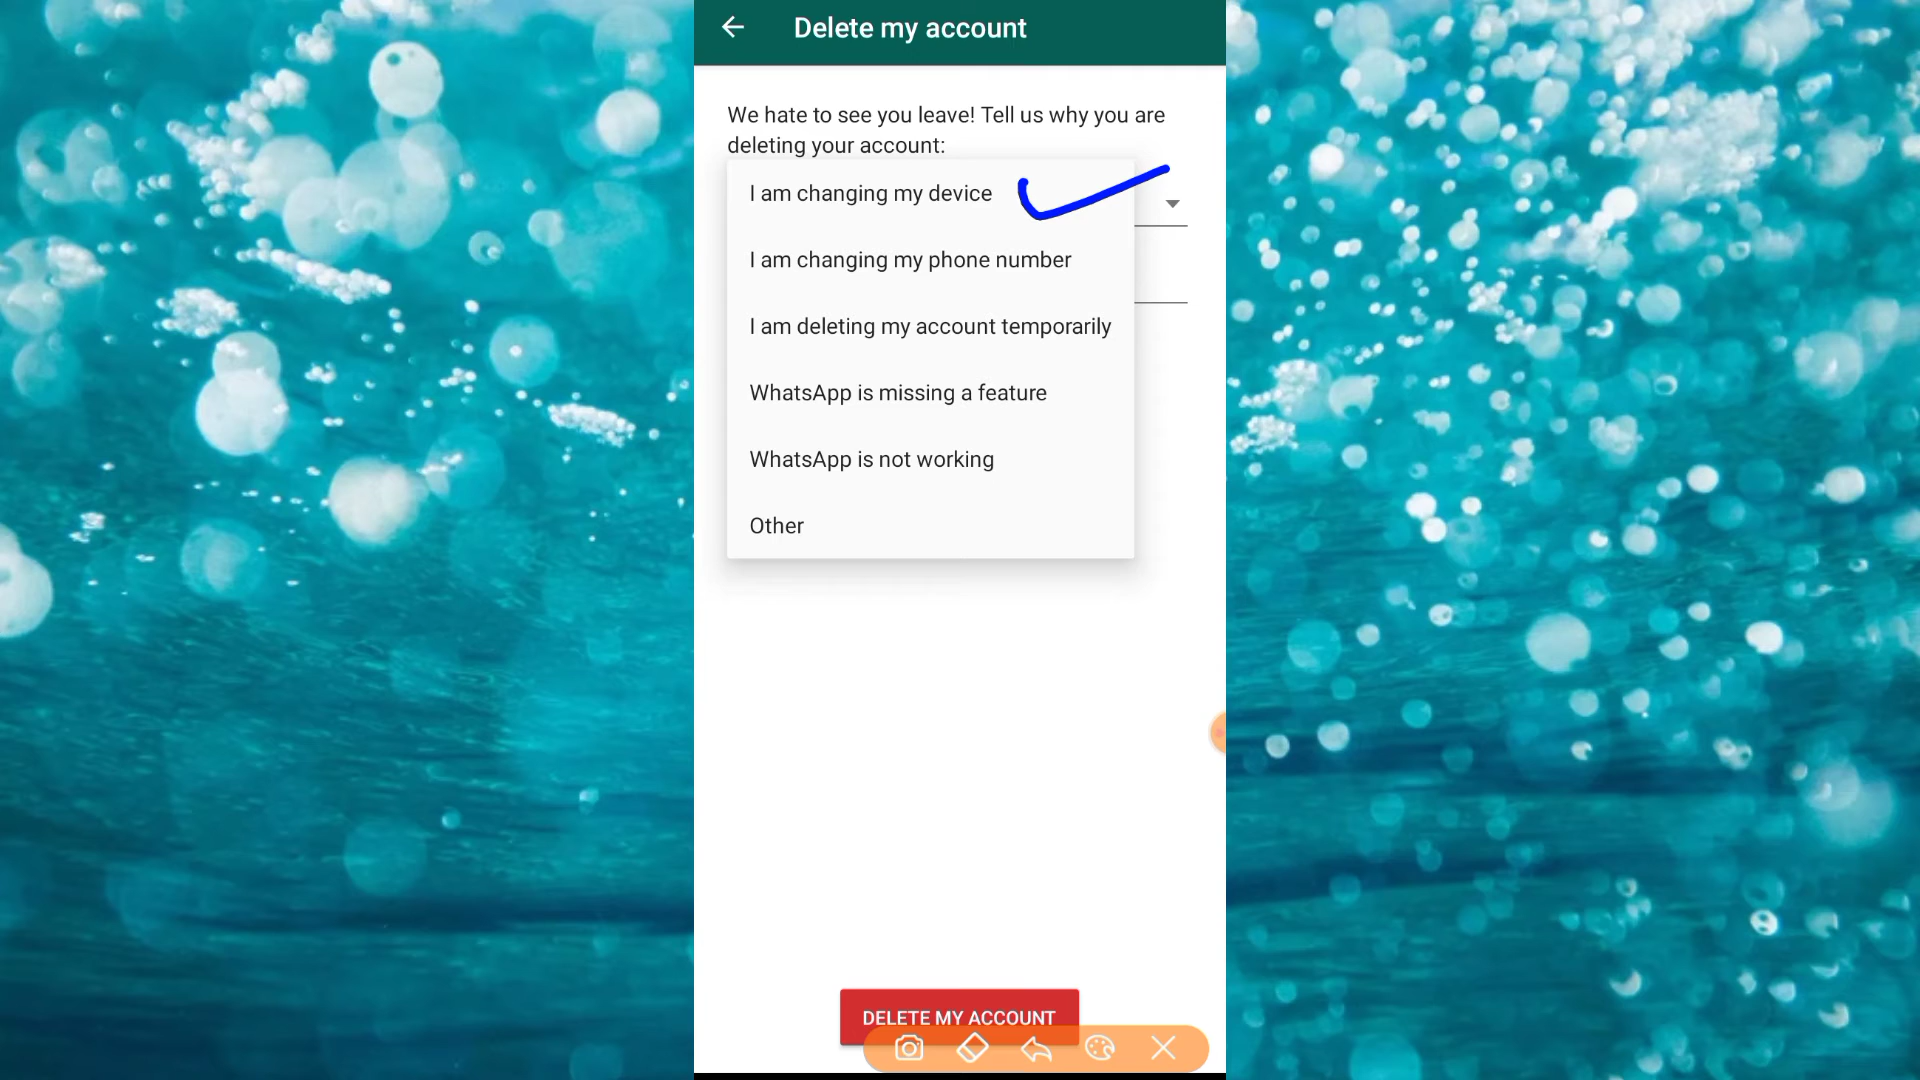 Delete my account
We hate to see you leave! Tell us why you are
deleting your account:
I am changing my device
I am changing my phone number
I am deleting my account temporarily
WhatsApp is missing a feature
WhatsApp is not working
Other
DELETE MY ACCOUNT